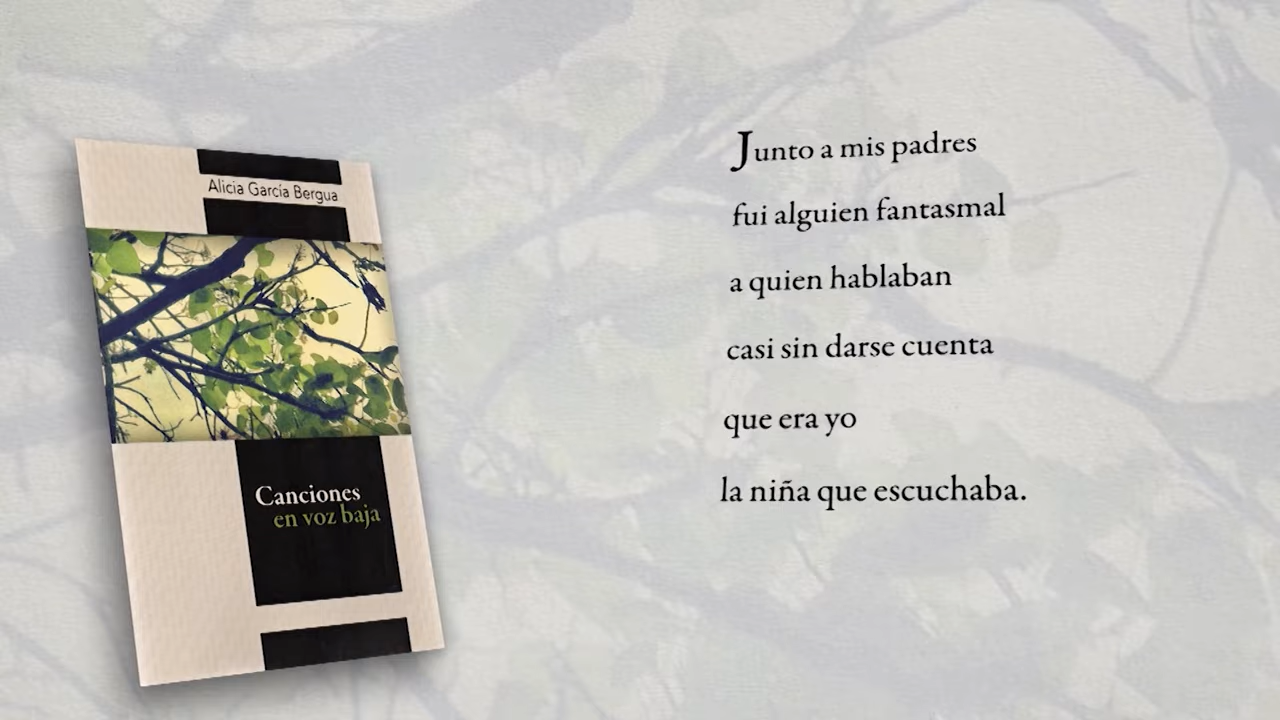 Alicia García Bergua
Canciones
en voz baja
Junto a mis padres
fui alguien fantasmal
a quien hablaban
casi sin darse cuenta
que era yo
la niña que escuchaba.